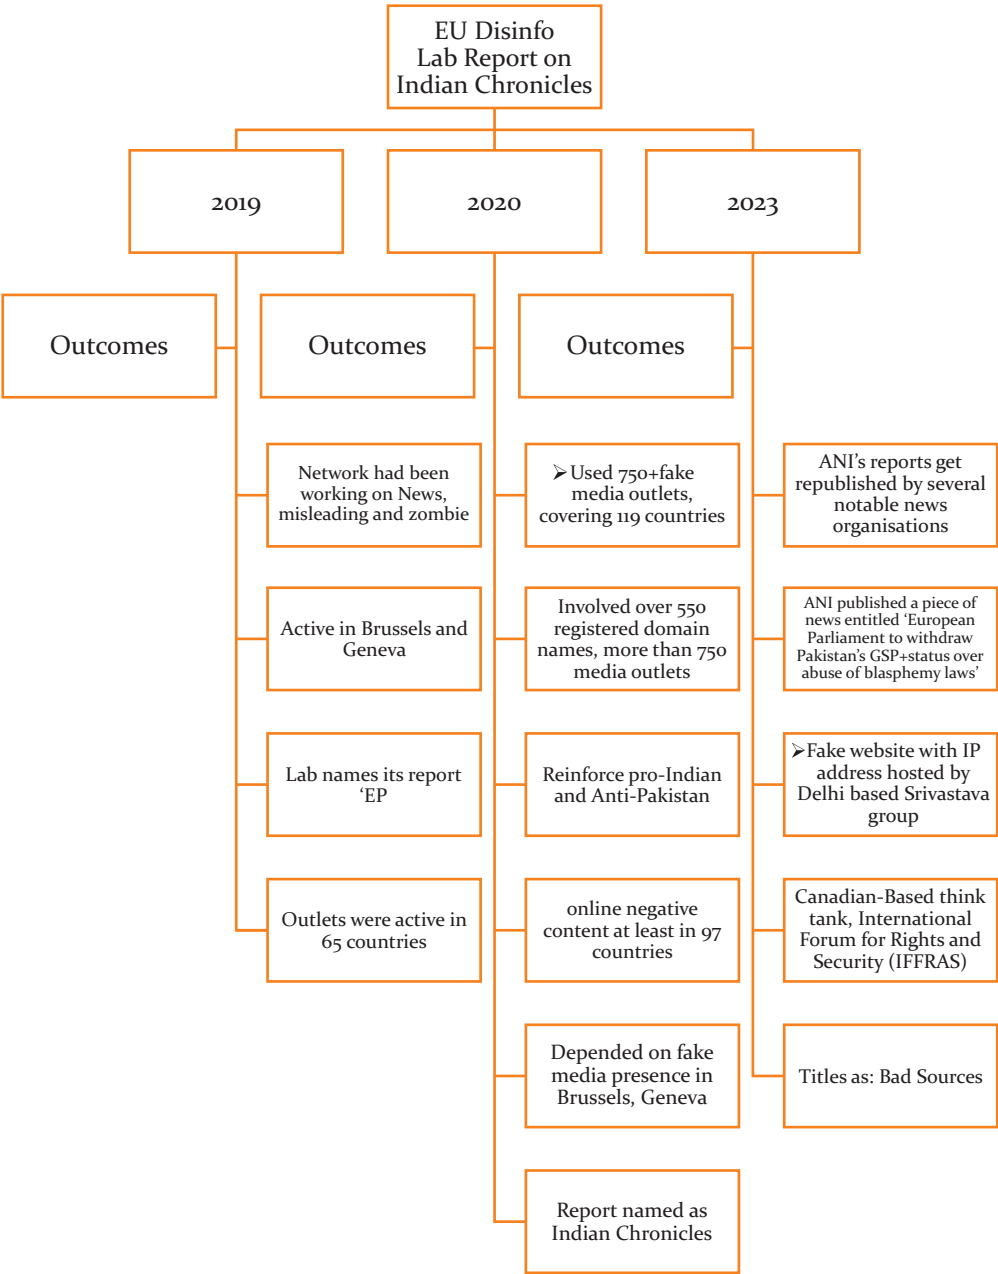 EU Disinfo
Lab Report on
Indian Chronicles
2019
2020
2023
Outcomes
Outcomes
Outcomes
Network had been
working on News,
misleading and zombie
Active in Brussels and
Geneva
Lab names its report
‘EP
Outlets were active in
65 countries
➢Used 750+fake
media outlets,
covering 119 countries
Involved over 550
registered domain
names, more than 750
media outlets
Reinforce pro-Indian
and Anti-Pakistan
online negative
content at least in 97
countries
Depended on fake
media presence in
Brussels, Geneva
Report named as
Indian Chronicles
ANI’s reports get
republished by several
notable news
organisations
ANI published a piece of
news entitled ‘European
Parliament to withdraw
Pakistan’s GSP+status over
abuse of blasphemy laws’
➢Fake website with IP
address hosted by
Delhi based Srivastava
group
Canadian-Based think
tank, International
Forum for Rights and
Security (IFFRAS)
Titles as: Bad Sources